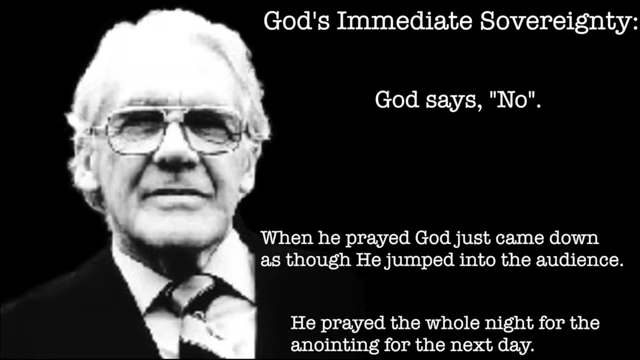 God's Immediate Sovereignty:
God says, "No".
When he prayed God just came down
as though He jumped into the audience.
He prayed the whole night for the
anointing for the next day.